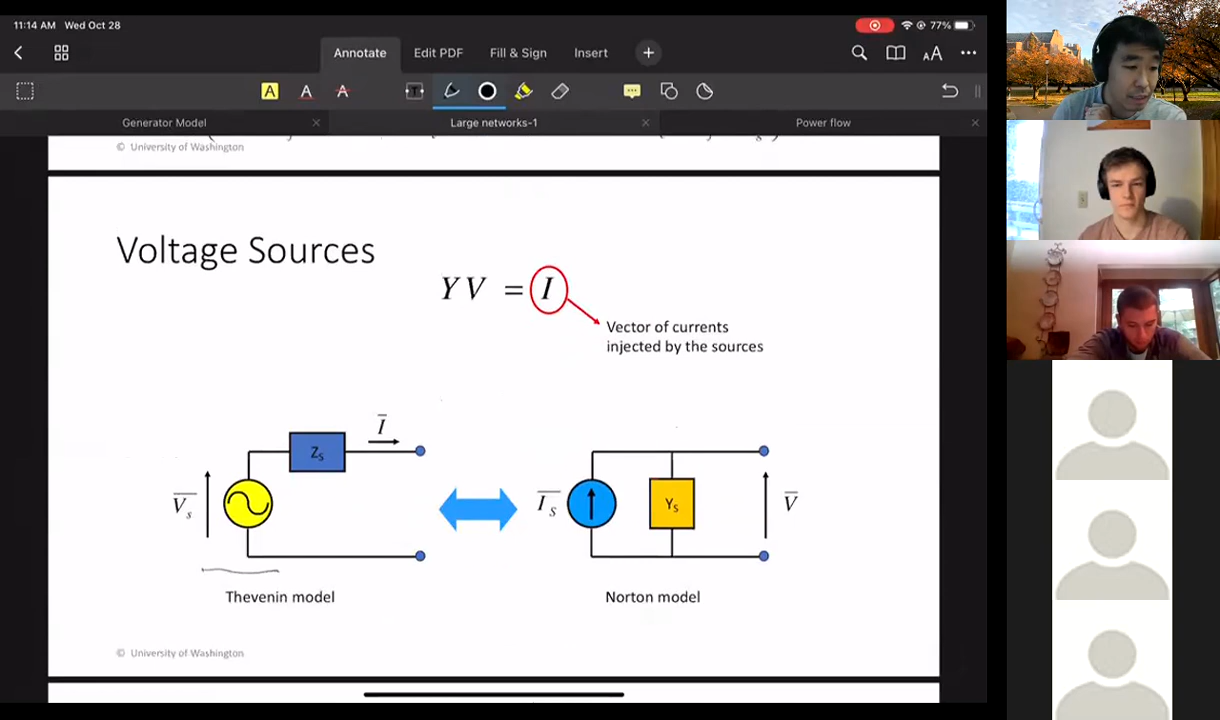 11:14 AM Wed Oct 28
77%
Annotate Edit PDF Fill & Sign Insert
Generator Model
Large networks-1
Power flow
© University of Washington
Voltage Sources
Y V = I
Vector of currents
injected by the sources
I
Zs
Vs
Is
Ys
V
Thevenin model
Norton model
© University of Washington